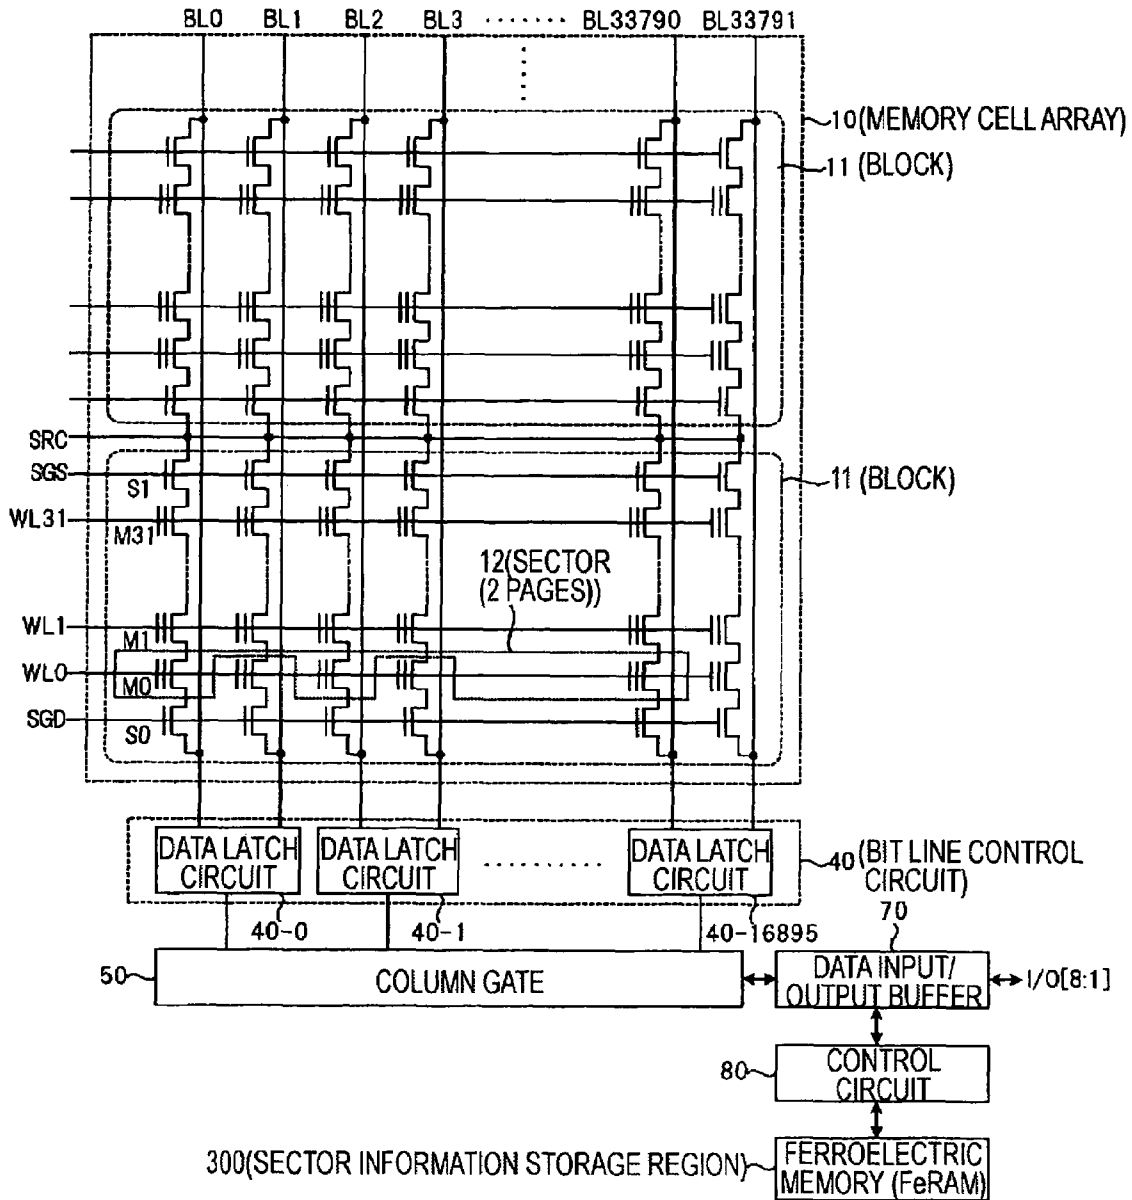 BL0 BL1 BL2 BL3 ........ BL33790 BL33791
10(MEMORY CELL ARRAY)
11 (BLOCK)
SRC
SGS
S1
11 (BLOCK)
WL31
M31
12(SECTOR
(2 PAGES))
WL1
M1
WL0
M0
SGD
S0
DATA LATCH
CIRCUIT
DATA LATCH
CIRCUIT
DATA LATCH
CIRCUIT
40 (BIT LINE CONTROL
CIRCUIT)
40-0
40-1
40-16895
70
50
COLUMN GATE
DATA INPUT/
OUTPUT BUFFER
I/O[8:1]
80
CONTROL
CIRCUIT
300(SECTOR INFORMATION STORAGE REGION)
FERROELECTRIC
MEMORY (FeRAM)